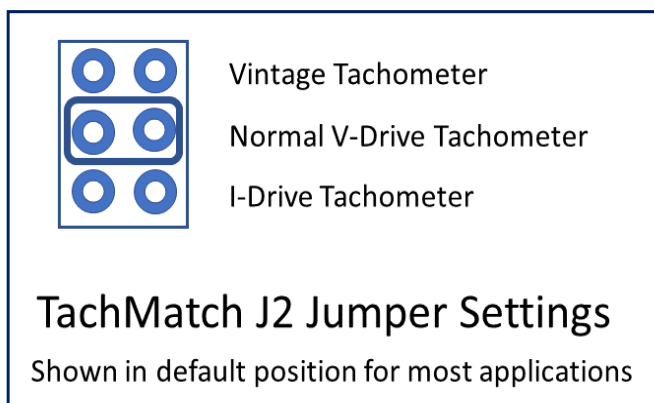 Vintage Tachometer
Normal V-Drive Tachometer
I-Drive Tachometer
TachMatch J2 Jumper Settings
Shown in default position for most applications